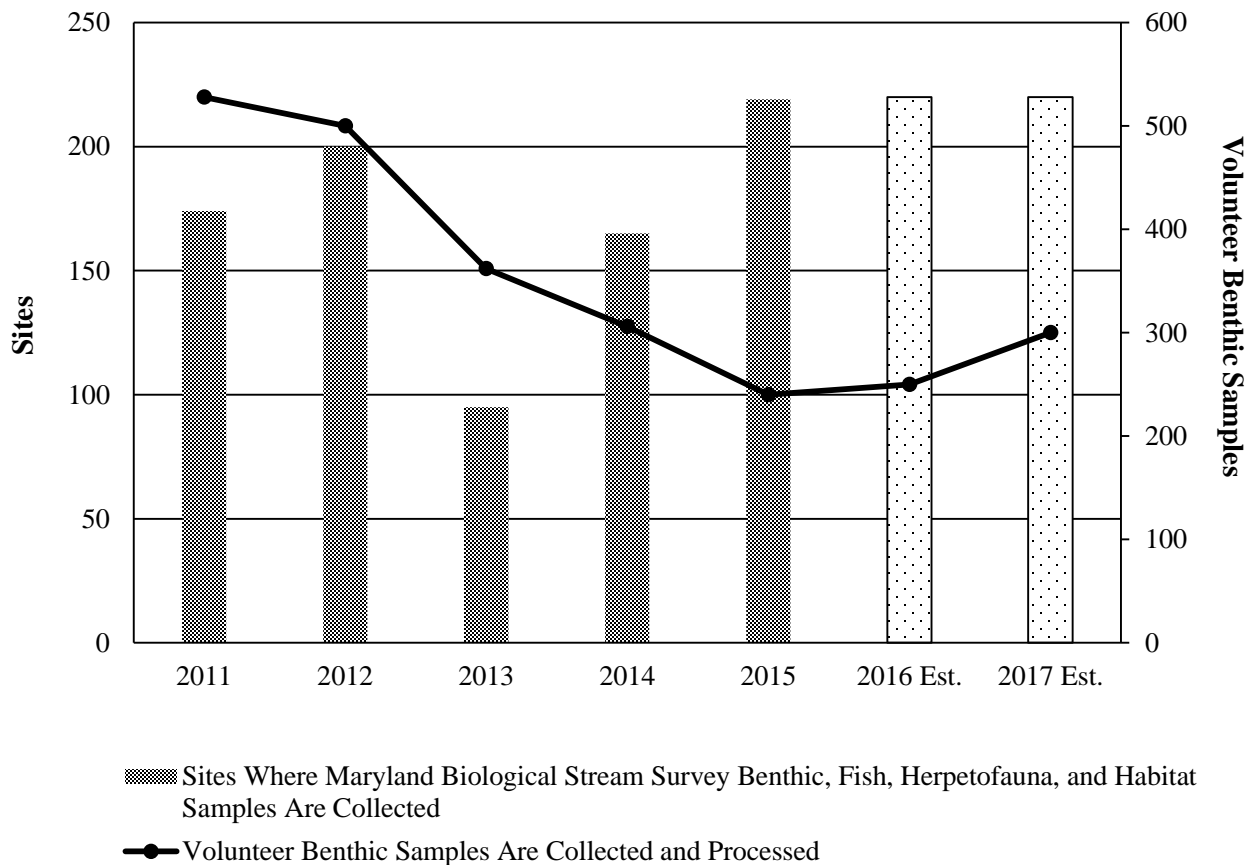 250
200
150
100
50
0
Sites
600
500
400
300
200
100
0
Volunteer Benthic Samples
2011 2012 2013 2014 2015 2016 Est. 2017 Est.
Sites Where Maryland Biological Stream Survey Benthic, Fish, Herpetofauna, and Habitat
Samples Are Collected
Volunteer Benthic Samples Are Collected and Processed